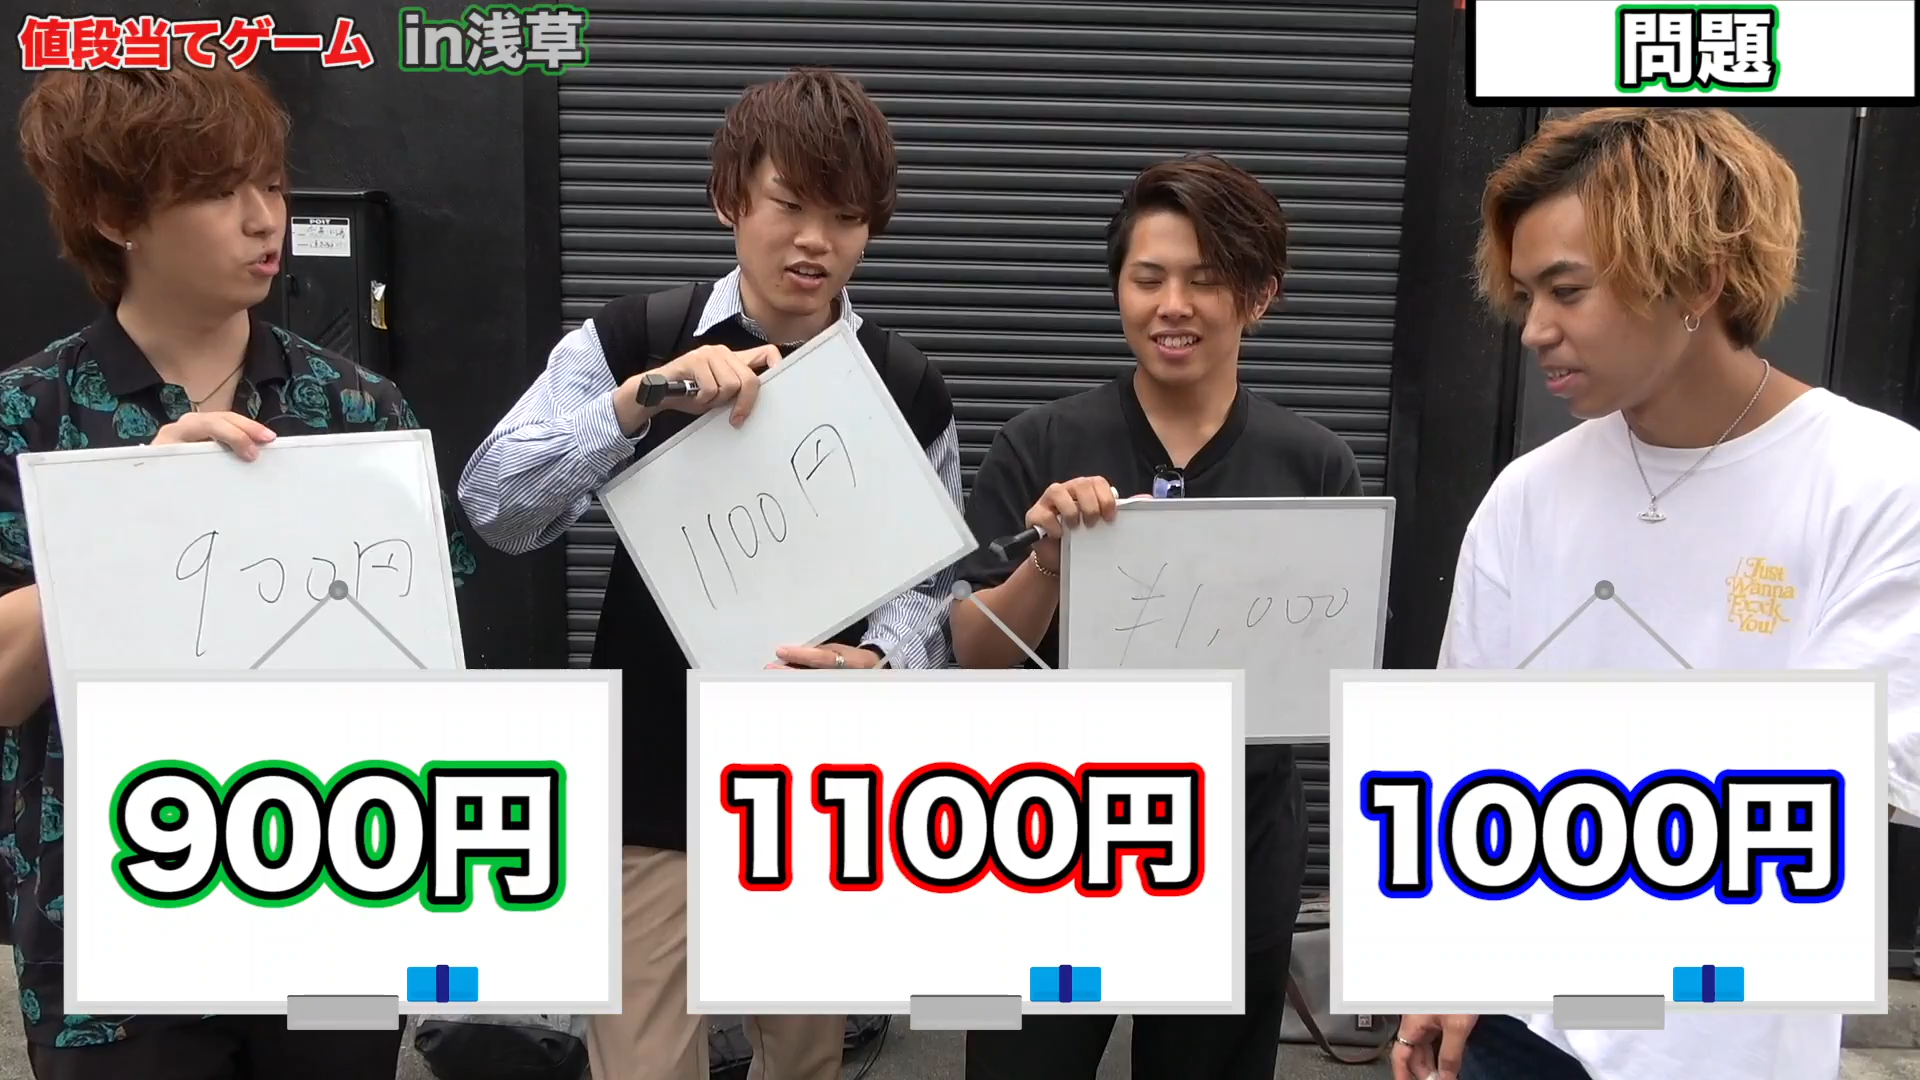 値段当てゲーム in浅草
問題
POST
900円
1100円
¥1,000
I Just
Wanna
Fxxk
You!
900円
1100円
1000円